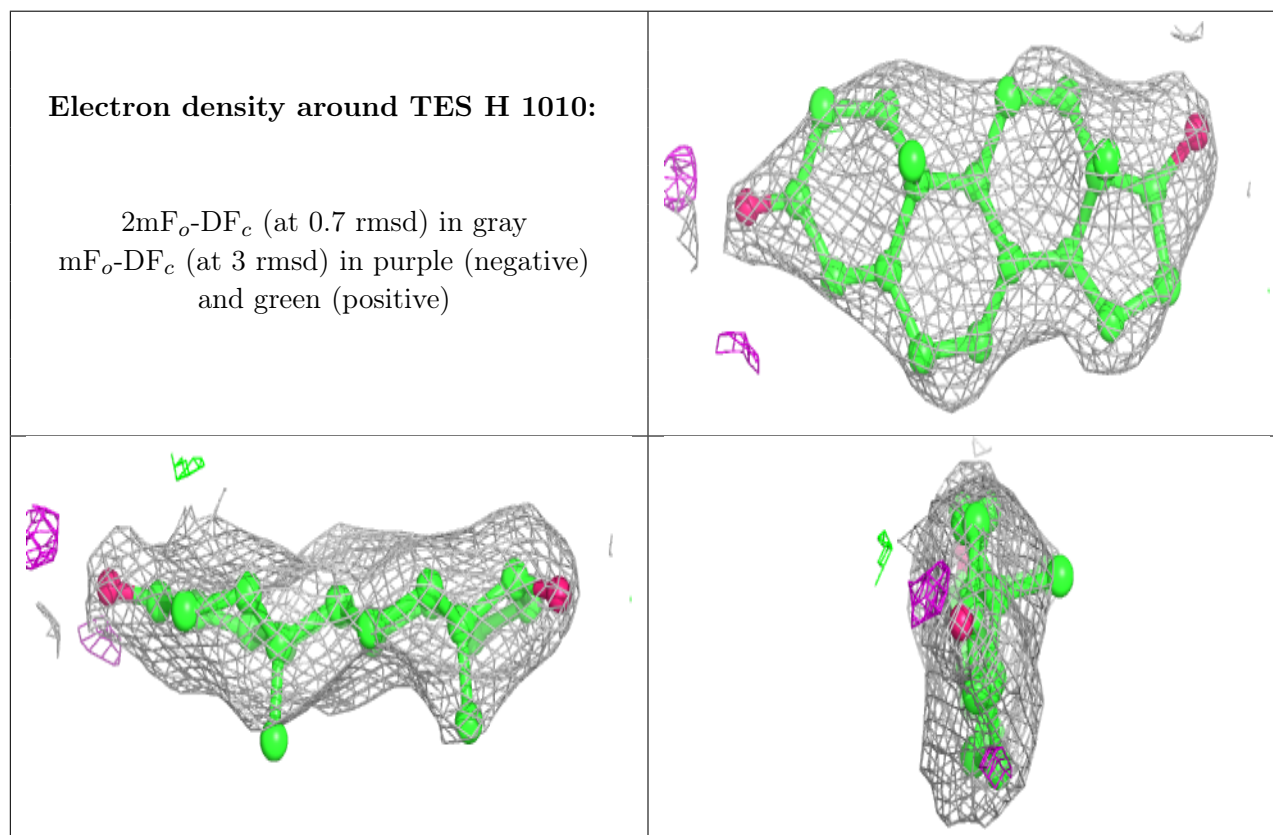 Electron density around TES H 1010:
2mFo-DFc (at 0.7 rmsd) in gray
mFo-DFc (at 3 rmsd) in purple (negative)
and green (positive)